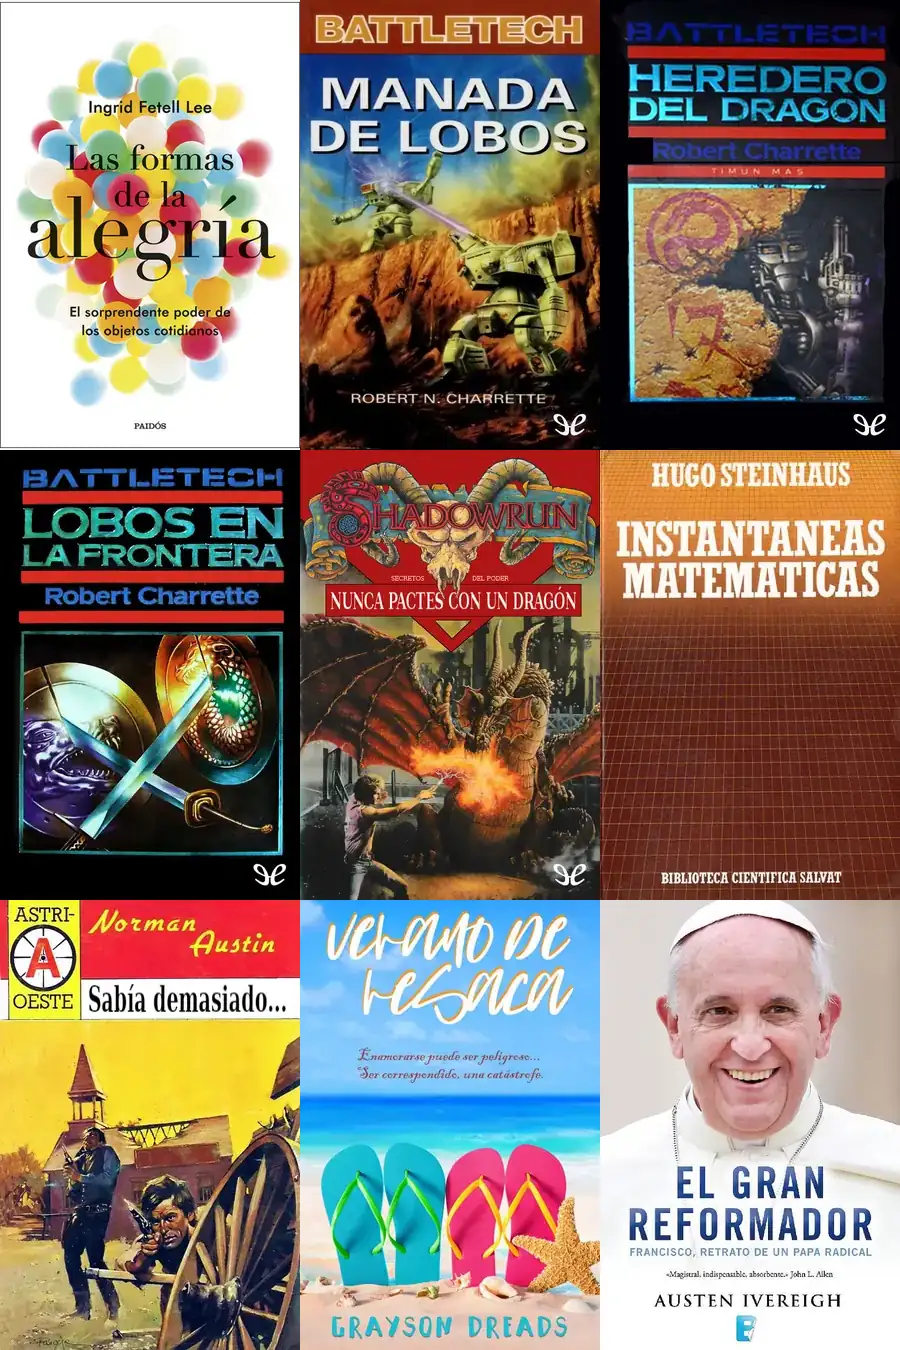 Ingrid Fetell Lee
Las formas
de la
alegría
El sorprendente poder de
los objetos cotidianos
PAIDÓS
BATTLETECH
MANADA
DE LOBOS
ROBERT N. CHARRETTE
BATTLETECH
HEREDERO
DEL DRAGON
Robert Charrette
TIMUN MAS
BATTLETECH
LOBOS EN
LA FRONTERA
Robert Charrette
SHADOWRUN
SECRETOS DEL PODER
NUNCA PACTES CON UN DRAGÓN
HUGO STEINHAUS
INSTANTANEAS
MATEMATICAS
BIBLIOTECA CIENTIFICA SALVAT
ASTRI-
A
OESTE
Norman
Austin
Sabía demasiado...
verano de
resaca
Enamorarse puede ser peligroso...
Ser correspondido, una catástrofe.
GRAYSON DREADS
EL GRAN
REFORMADOR
FRANCISCO, RETRATO DE UN PAPA RADICAL
«Magistral, indispensable, absorbente.» John L. Allen
AUSTEN IVEREIGH
B